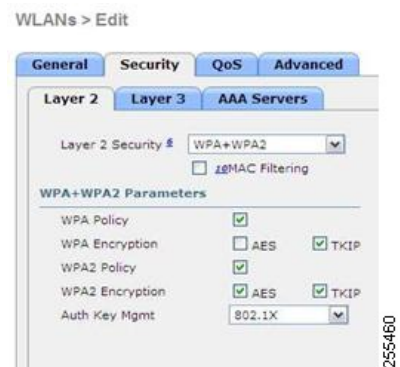 WLANs > Edit
General Security QoS Advanced
Layer 2 Layer 3 AAA Servers
Layer 2 Security 6 WPA+WPA2
10MAC Filtering
WPA+WPA2 Parameters
WPA Policy
WPA Encryption AES TKIP
WPA2 Policy
WPA2 Encryption AES TKIP
Auth Key Mgmt 802.1X
255460